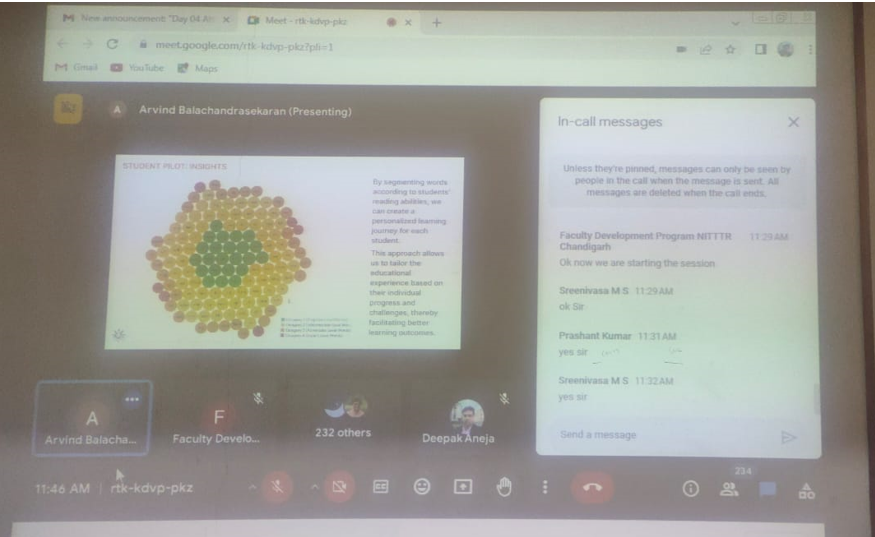 New announcement: "Day 04 At
Meet - rtk-kdvp-pkz
meet.google.com/rtk-kdvp-pkz?pli=1
Gmail
YouTube
Maps
A
Arvind Balachandrasekaran (Presenting)
STUDENT PILOT: INSIGHTS
By segmenting words
according to students'
reading abilities, we
can create a
personalized learning
journey for each
student.
This approach allows
us to tailor the
educational
experience based on
their individual
progress and
challenges, thereby
facilitating better
learning outcomes.
In-call messages
Unless they're pinned, messages can only be seen by
people in the call when the message is sent. All
messages are deleted when the call ends.
Faculty Development Program NITTTR 11:29 AM
Chandigarh
Ok now we are starting the session
Sreenivasa M S 11:29 AM
ok Sir
Prashant Kumar 11:31 AM
yes sir
Sreenivasa M S 11:32 AM
yes sir
Send a message
A
Arvind Balacha...
F
Faculty Develo...
232 others
Deepak Aneja
11:46 AM | rtk-kdvp-pkz
CC
234